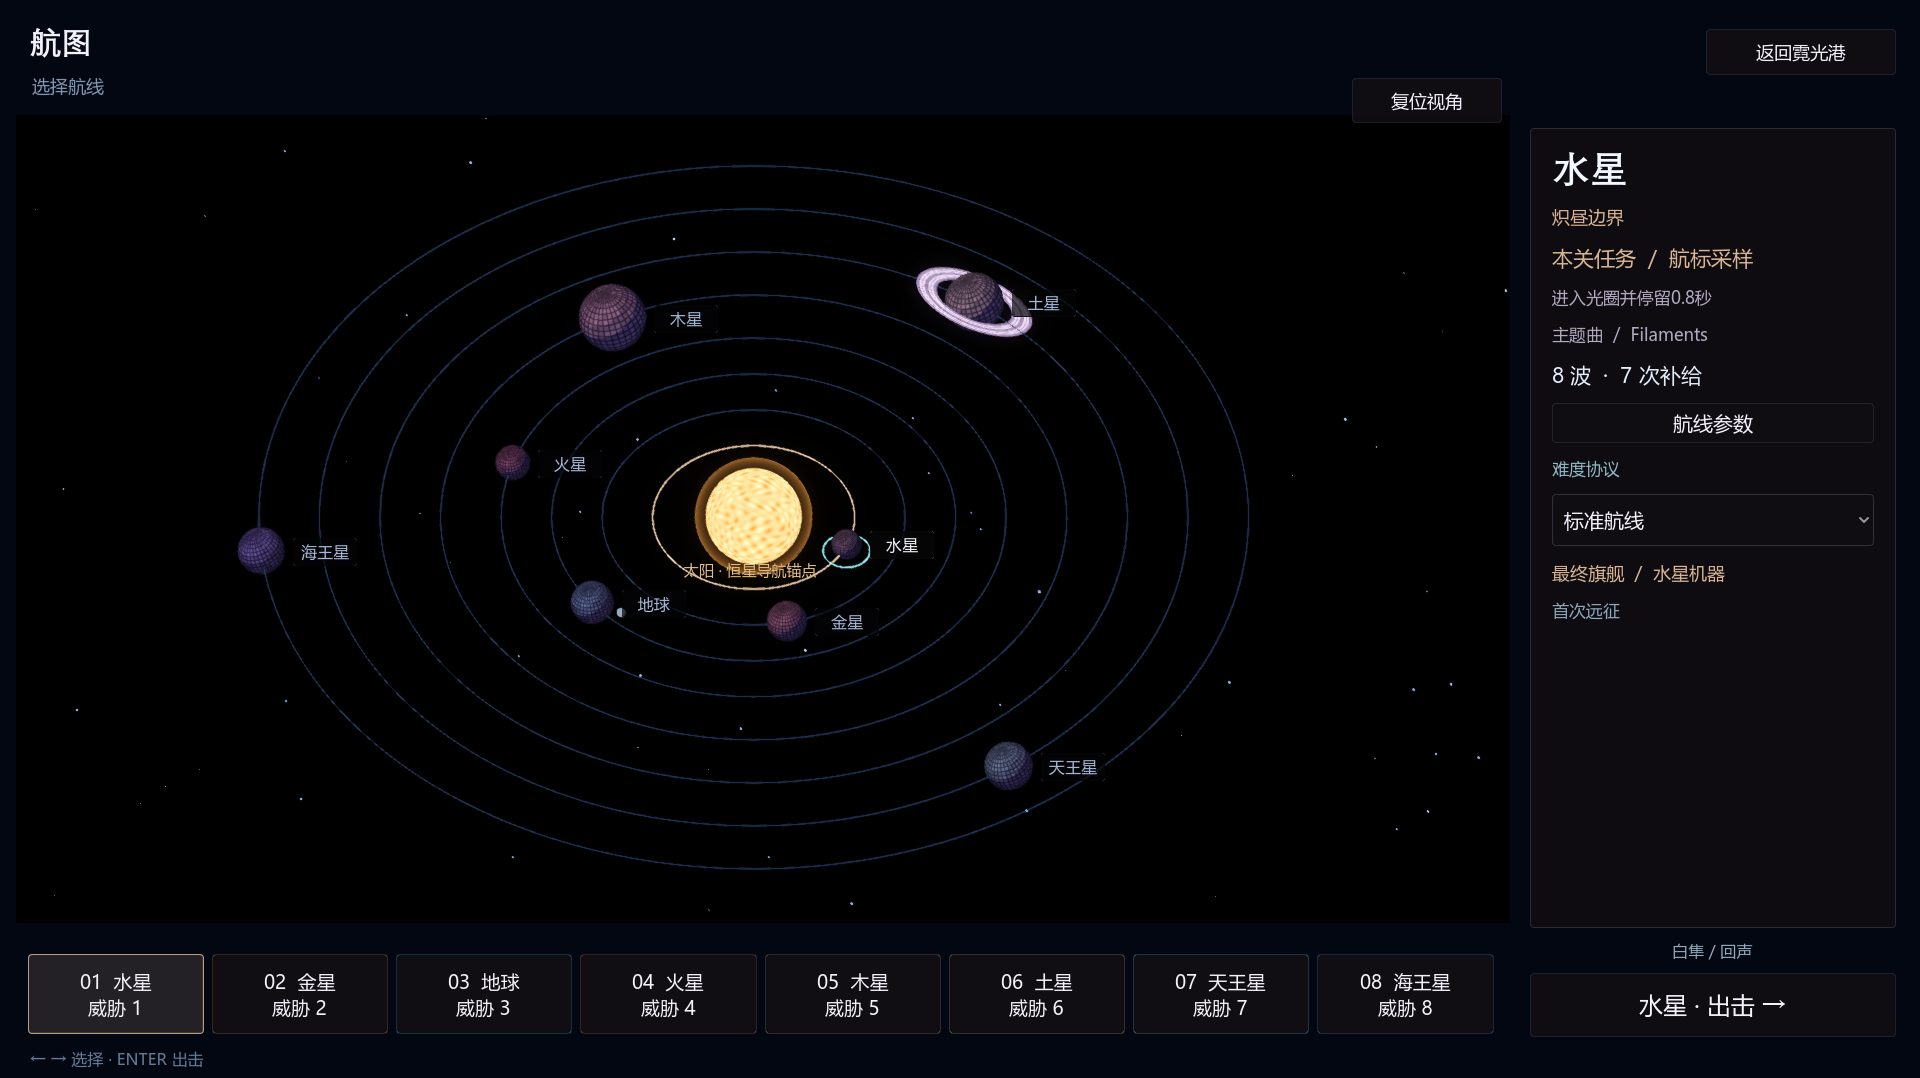 航图
选择航线
返回霓光港
复位视角
木星
土星
火星
水星
海王星
太阳 · 恒星导航锚点
地球
金星
天王星
水星
炽昼边界
本关任务 / 航标采样
进入光圈并停留0.8秒
主题曲 / Filaments
8 波 · 7 次补给
航线参数
难度协议
标准航线
最终旗舰 / 水星机器
首次远征
白隼 / 回声
水星 · 出击 →
01 水星
威胁 1
02 金星
威胁 2
03 地球
威胁 3
04 火星
威胁 4
05 木星
威胁 5
06 土星
威胁 6
07 天王星
威胁 7
08 海王星
威胁 8
← → 选择 · ENTER 出击